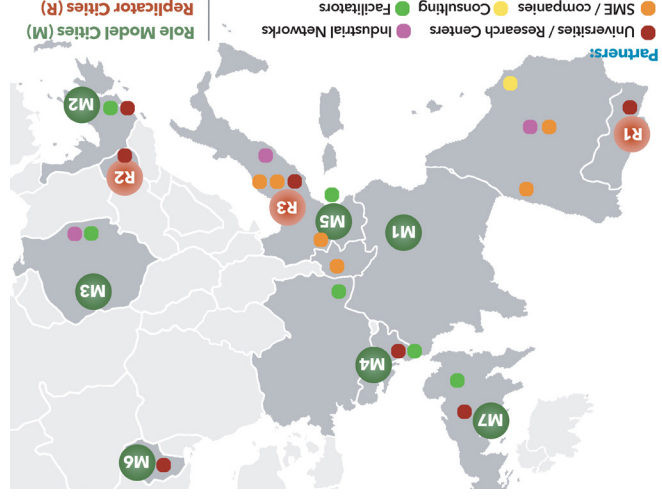 M6
M7
M4
M3
M1
M5
R3
R2
R1
M2
Partners:
Universities / Research Centers
Industrial Networks
SME / companies
Consulting
Facilitators
Role Model Cities (M)
Replicator Cities (R)